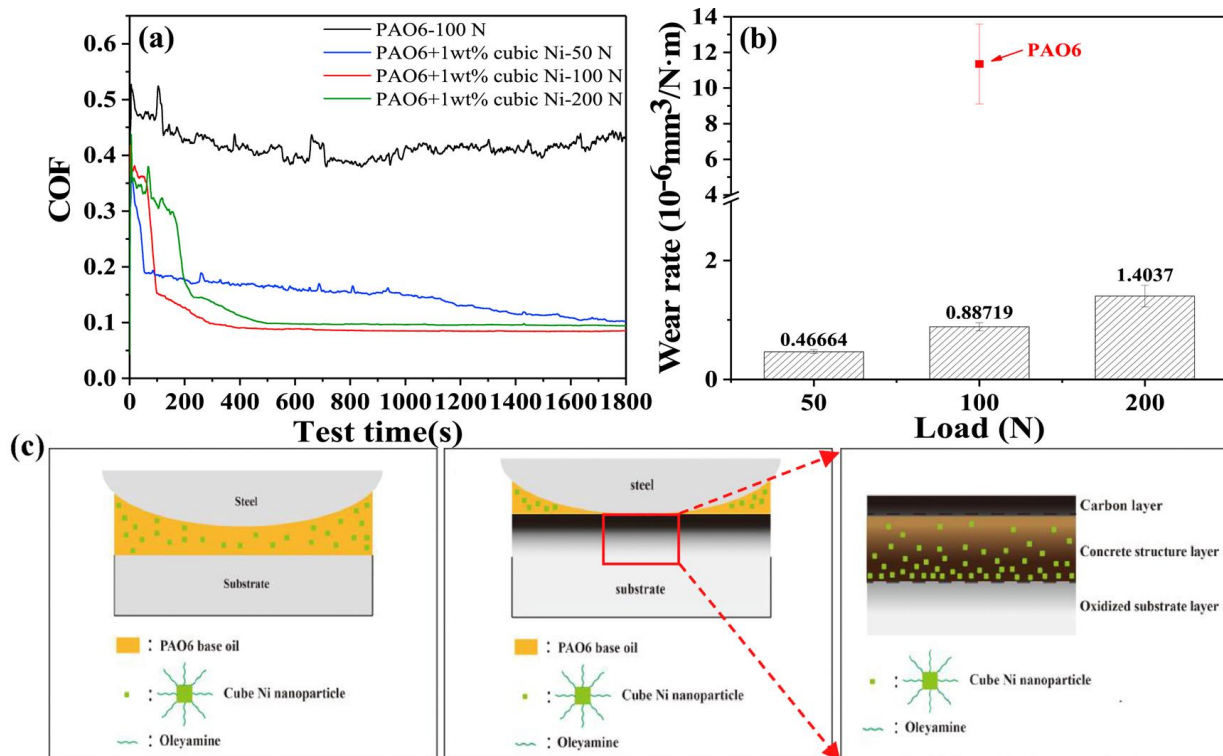 (a)
PAO6-100 N
PAO6+1wt% cubic Ni-50 N
PAO6+1wt% cubic Ni-100 N
PAO6+1wt% cubic Ni-200 N
COF
0.6
0.5
0.4
0.3
0.2
0.1
0.0
0 200 400 600 800 1000 1200 1400 1600 1800
Test time(s)
(b)
PAO6
Wear rate (10⁻⁶mm³/N·m)
14
12
10
8
6
4
2
0
0.46664
0.88719
1.4037
50 100 200
Load (N)
(c)
Steel
Substrate
: PAO6 base oil
: Cube Ni nanoparticle
: Oleyamine
steel
substrate
: PAO6 base oil
: Cube Ni nanoparticle
: Oleyamine
Carbon layer
Concrete structure layer
Oxidized substrate layer
: Cube Ni nanoparticle
: Oleyamine